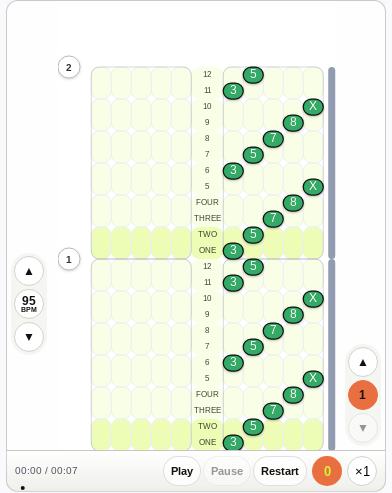 2
12 5
11 3
10 X
9 8
8 7
7 5
6 3
5 X
FOUR 8
THREE 7
TWO 5
ONE 3
1
12 5
11 3
10 X
9 8
8 7
7 5
6 3
5 X
FOUR 8
THREE 7
TWO 5
ONE 3
▲
95
BPM
▼
▲
1
▼
00:00 / 00:07 Play Pause Restart 0 ×1